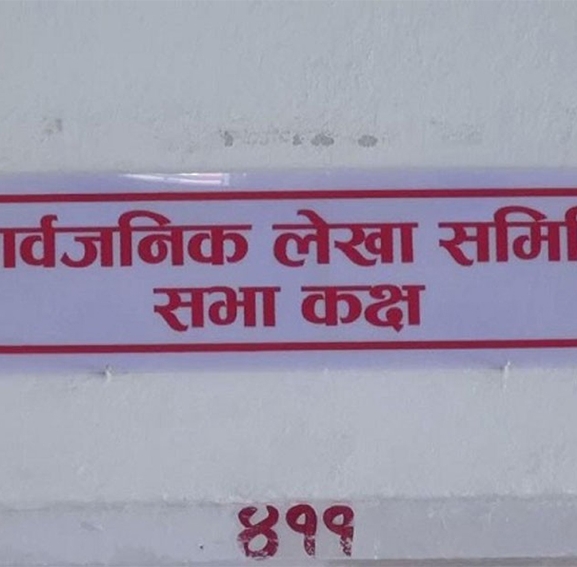 ार्वजनिक लेखा समिि
सभा कक्ष
४११